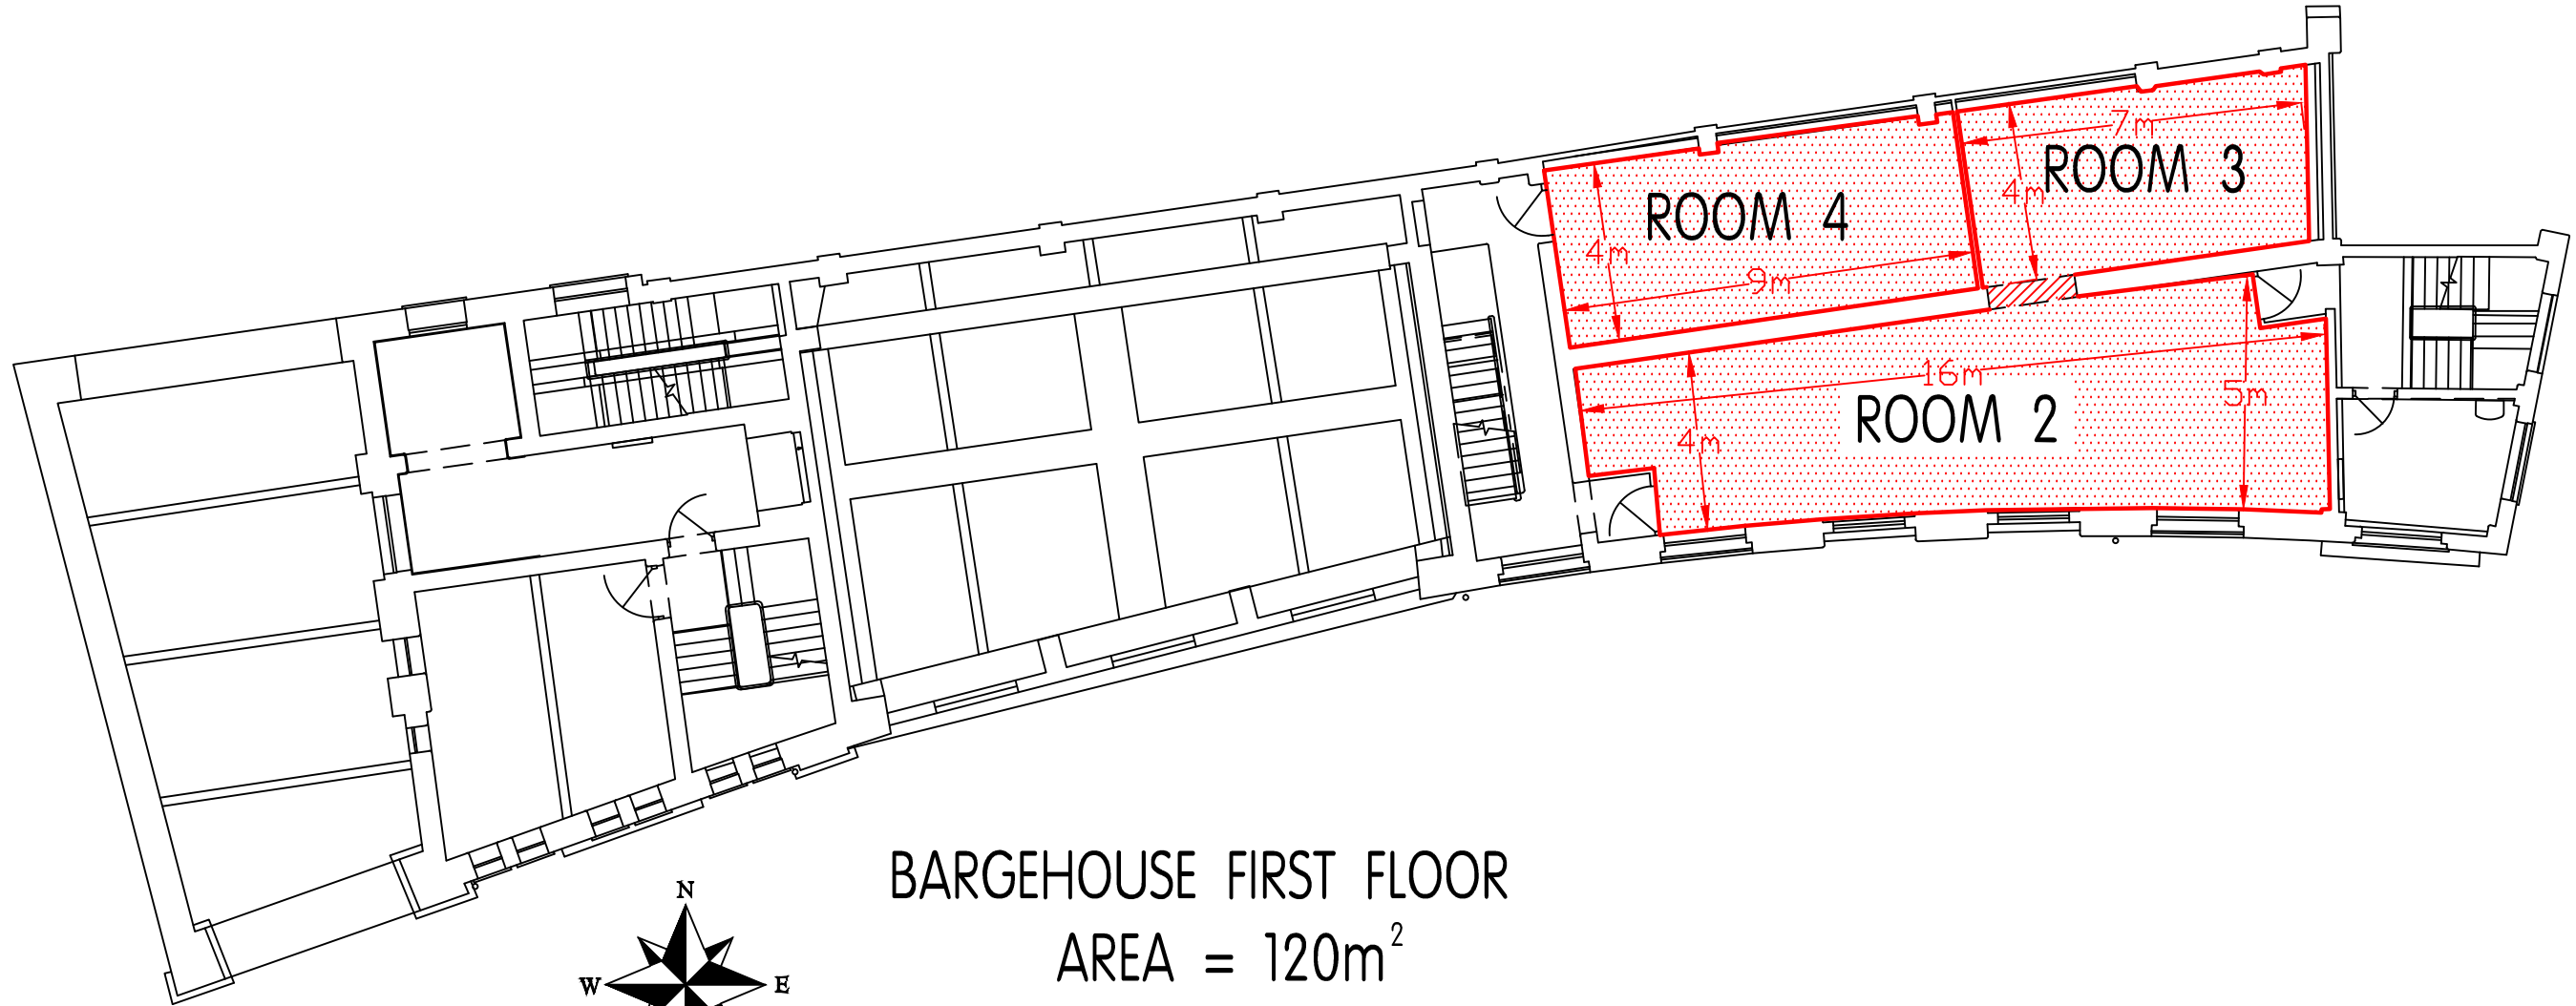 7m
ROOM 3
4m
ROOM 4
4m
9m
16m
5m
ROOM 2
4m
BARGEHOUSE FIRST FLOOR
AREA = 120m²
N
W E